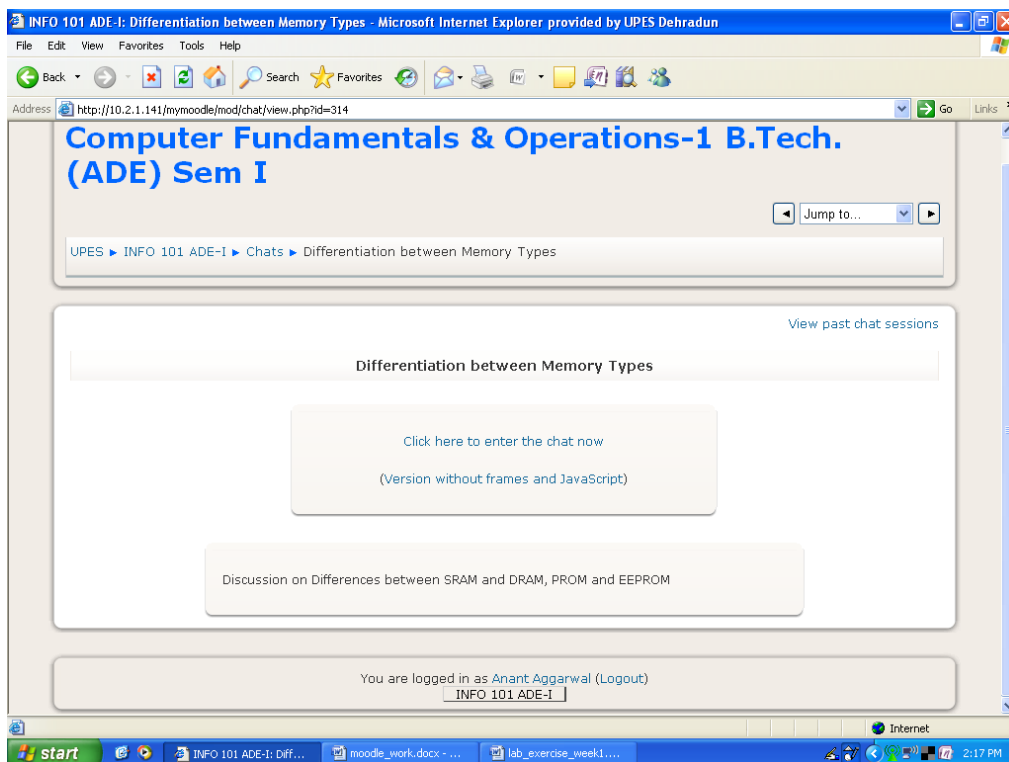 INFO 101 ADE-I: Differentiation between Memory Types - Microsoft Internet Explorer provided by UPES Dehradun
File Edit View Favorites Tools Help
Back Search Favorites
Address http://10.2.1.141/mymoodle/mod/chat/view.php?id=314 Go Links
Computer Fundamentals & Operations-1 B.Tech.
(ADE) Sem I
Jump to...
UPES ► INFO 101 ADE-I ► Chats ► Differentiation between Memory Types
View past chat sessions
Differentiation between Memory Types
Click here to enter the chat now
(Version without frames and JavaScript)
Discussion on Differences between SRAM and DRAM, PROM and EEPROM
You are logged in as Anant Aggarwal (Logout)
INFO 101 ADE-I
Internet
start INFO 101 ADE-I: Diff... moodle_work.docx - ... lab_exercise_week1.... 2:17 PM